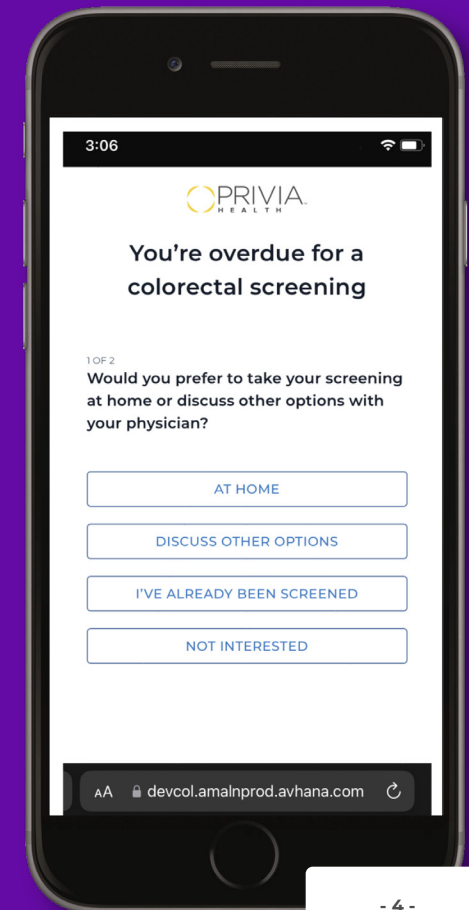 3:06
PRIVIA
HEALTH
You're overdue for a
colorectal screening
1 OF 2
Would you prefer to take your screening
at home or discuss other options with
your physician?
AT HOME
DISCUSS OTHER OPTIONS
I'VE ALREADY BEEN SCREENED
NOT INTERESTED
AA devcol.amalnprod.avhana.com
- 4 -